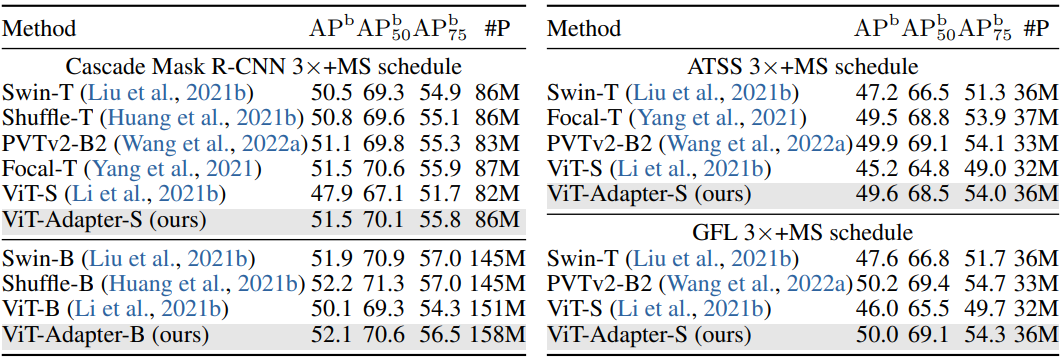 Method AP^b AP^b_50 AP^b_75 #P
Cascade Mask R-CNN 3×+MS schedule
Swin-T (Liu et al., 2021b) 50.5 69.3 54.9 86M
Shuffle-T (Huang et al., 2021b) 50.8 69.6 55.1 86M
PVTv2-B2 (Wang et al., 2022a) 51.1 69.8 55.3 83M
Focal-T (Yang et al., 2021) 51.5 70.6 55.9 87M
ViT-S (Li et al., 2021b) 47.9 67.1 51.7 82M
ViT-Adapter-S (ours) 51.5 70.1 55.8 86M
Swin-B (Liu et al., 2021b) 51.9 70.9 57.0 145M
Shuffle-B (Huang et al., 2021b) 52.2 71.3 57.0 145M
ViT-B (Li et al., 2021b) 50.1 69.3 54.3 151M
ViT-Adapter-B (ours) 52.1 70.6 56.5 158M
Method AP^b AP^b_50 AP^b_75 #P
ATSS 3×+MS schedule
Swin-T (Liu et al., 2021b) 47.2 66.5 51.3 36M
Focal-T (Yang et al., 2021) 49.5 68.8 53.9 37M
PVTv2-B2 (Wang et al., 2022a) 49.9 69.1 54.1 33M
ViT-S (Li et al., 2021b) 45.2 64.8 49.0 32M
ViT-Adapter-S (ours) 49.6 68.5 54.0 36M
GFL 3×+MS schedule
Swin-T (Liu et al., 2021b) 47.6 66.8 51.7 36M
PVTv2-B2 (Wang et al., 2022a) 50.2 69.4 54.7 33M
ViT-S (Li et al., 2021b) 46.0 65.5 49.7 32M
ViT-Adapter-S (ours) 50.0 69.1 54.3 36M